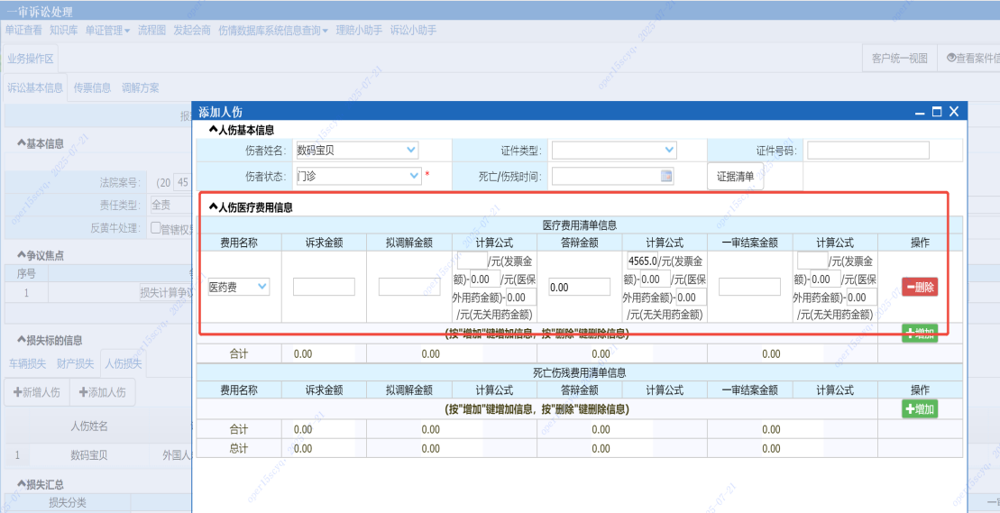 一审诉讼处理
单证查看 知识库 单证管理 流程图 发起会商 伤情数据库系统信息查询 理赔小助手 诉讼小助手
业务操作区 客户统一视图 查看案件信
诉讼基本信息 传票信息 调解方案
添加人伤
人伤基本信息
基本信息
伤者姓名: 数码宝贝 证件类型: 证件号码:
伤者状态: 门诊 * 死亡/伤残时间: 证据清单
法院案号: (20 45
责任类型: 全责
反黄牛处理: 管辖权
人伤医疗费用信息
医疗费用清单信息
费用名称 诉求金额 拟调解金额 计算公式 答辩金额 计算公式 一审结案金额 计算公式 操作
医药费 /元(发票金额)-0.00 /元(医保外用药金额)-0.00 /元(无关用药金额) 0.00 4565.0/元(发票金额)-0.00 /元(医保外用药金额)-0.00 /元(无关用药金额) /元(发票金额)-0.00 /元(医保外用药金额)-0.00 /元(无关用药金额) 删除
(按"增加"键增加信息, 按"删除"键删除信息) 增加
合计 0.00 0.00 0.00 0.00
死亡伤残费用清单信息
费用名称 诉求金额 拟调解金额 计算公式 答辩金额 计算公式 一审结案金额 计算公式 操作
(按"增加"键增加信息, 按"删除"键删除信息) 增加
合计 0.00 0.00 0.00 0.00
总计 0.00 0.00 0.00 0.00
争议焦点
序号
1 损失计算争议
损失标的信息
车辆损失 财产损失 人伤损失
新增人伤 添加人伤
人伤姓名
1 数码宝贝 外国人
损失汇总
损失分类 一审